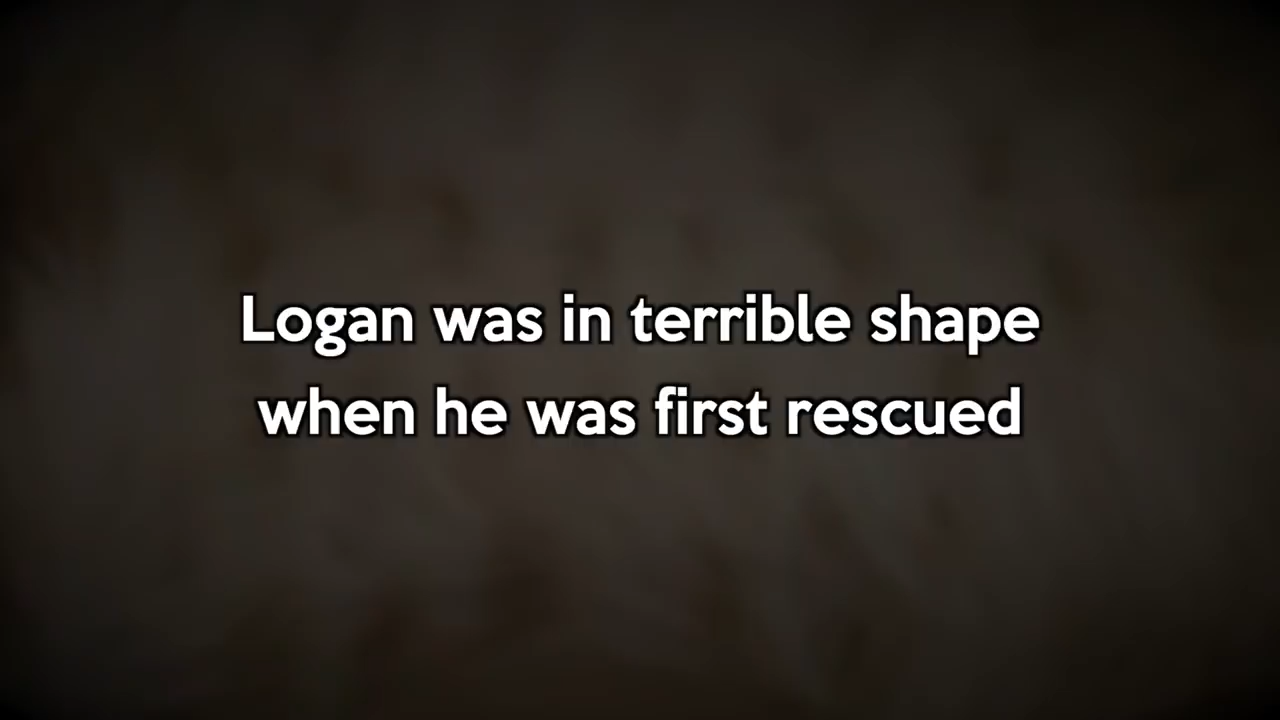 Logan was in terrible shape
when he was first rescued